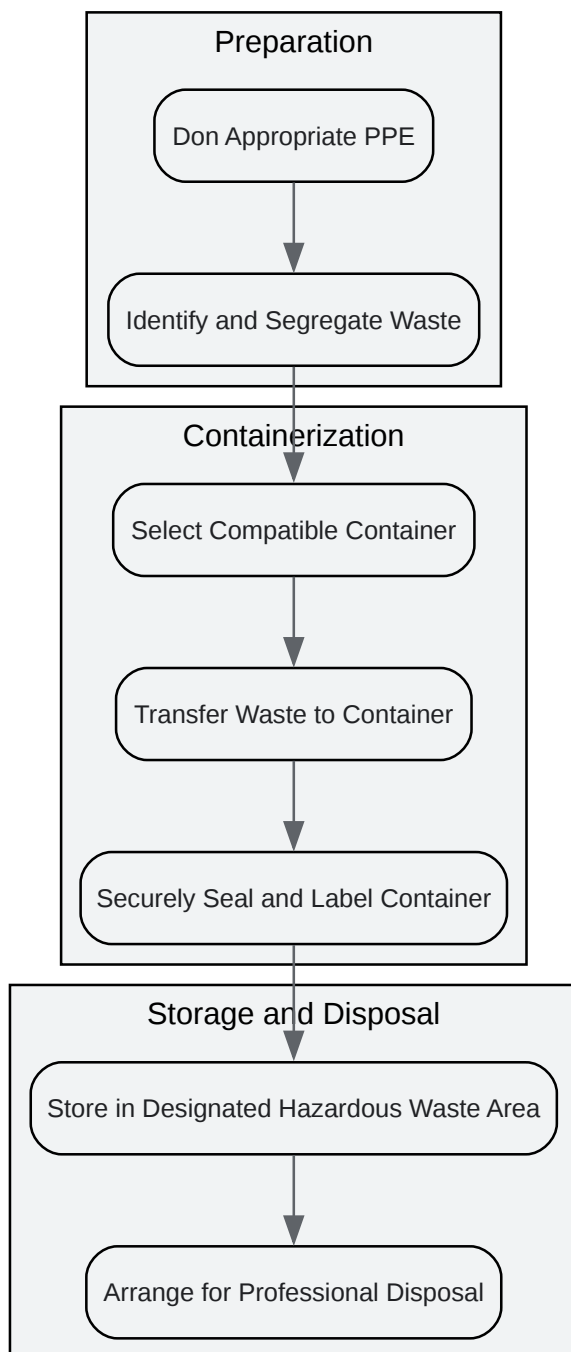 Preparation
Don Appropriate PPE
Identify and Segregate Waste
Containerization
Select Compatible Container
Transfer Waste to Container
Securely Seal and Label Container
Storage and Disposal
Store in Designated Hazardous Waste Area
Arrange for Professional Disposal